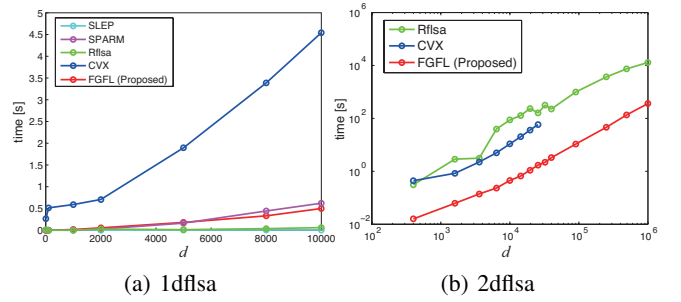 SLEP
SPARM
Rflsa
CVX
FGFL (Proposed)
time [s]
5
4.5
4
3.5
3
2.5
2
1.5
1
0.5
0
0 2000 4000 6000 8000 10000
d
(a) 1dflsa
Rflsa
CVX
FGFL (Proposed)
time [s]
10^6
10^4
10^2
10^0
10^-2
10^2 10^3 10^4 10^5 10^6
d
(b) 2dflsa